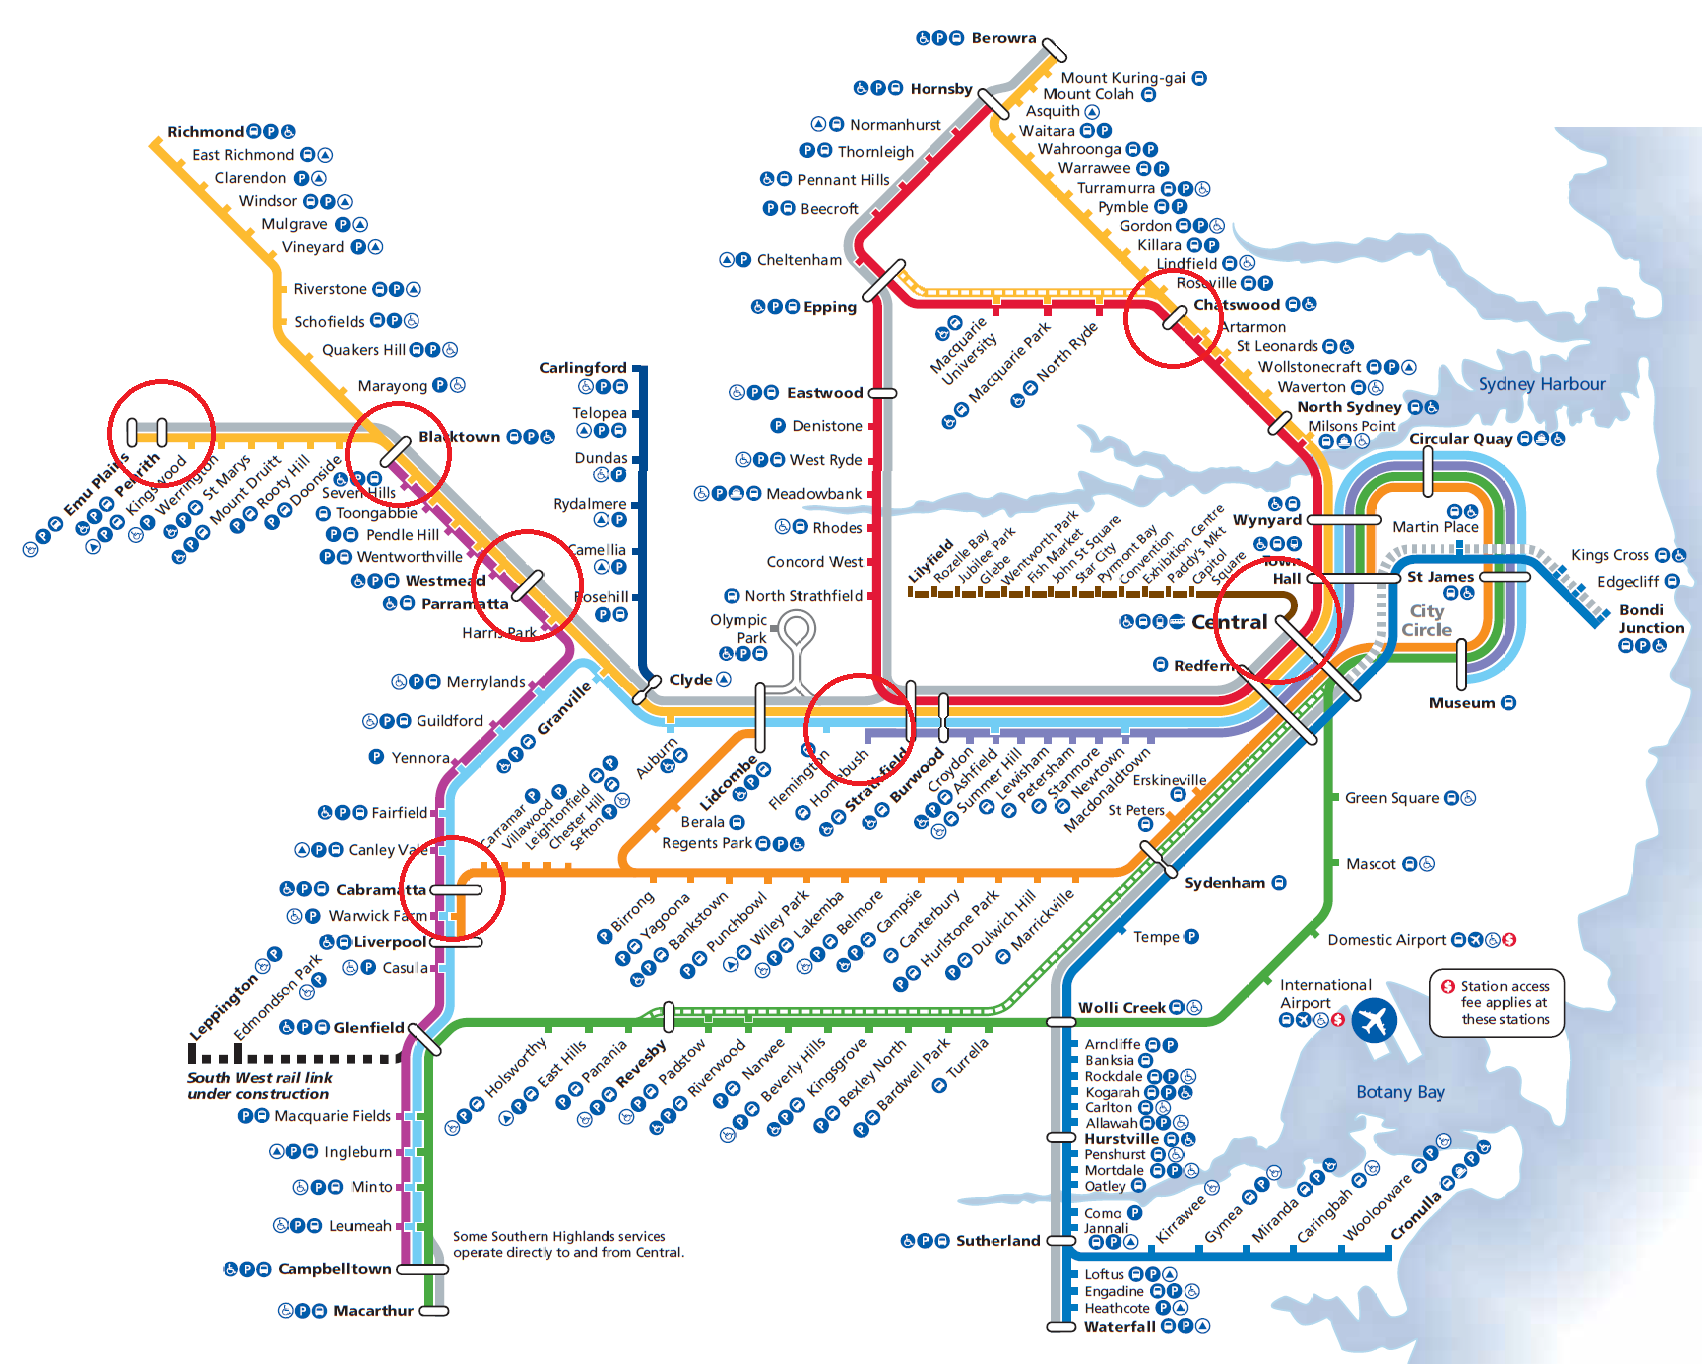 Berowra
Mount Kuring-gai
Hornsby
Mount Colah
Asquith
Normanhurst
Waitara
Richmond
East Richmond
Clarendon
Windsor
Mulgrave
Vineyard
Riverstone
Schofields
Quakers Hill
Marayong
Thornleigh
Pennant Hills
Beecroft
Cheltenham
Epping
Wahroonga
Warrawee
Turramurra
Pymble
Gordon
Killara
Lindfield
Roseville
Chatswood
Artarmon
St Leonards
Wollstonecraft
Waverton
North Sydney
Milsons Point
Macquarie
University
Macquarie Park
North Ryde
Sydney Harbour
Carlingford
Telopea
Dundas
Rydalmere
Camellia
Rosehill
Eastwood
Denistone
West Ryde
Meadowbank
Rhodes
Concord West
North Strathfield
Olympic
Park
Blacktown
Emu Plains
Penrith
Kingswood
Werrington
St Marys
Mount Druitt
Rooty Hill
Doonside
Seven Hills
Toongabbie
Pendle Hill
Wentworthville
Westmead
Parramatta
Harris Park
Circular Quay
Wynyard
Martin Place
Town
Hall
St James
City
Circle
Kings Cross
Edgecliff
Bondi
Junction
Museum
Lilyfield
Rozelle Bay
Jubilee Park
Glebe
Wentworth Park
Fish Market
John St Square
Star City
Pyrmont Bay
Convention
Exhibition Centre
Paddy's Mkt
Capitol
Square
Central
Redfern
Clyde
Merrylands
Guildford
Yennora
Fairfield
Canley Vale
Cabramatta
Warwick Farm
Liverpool
Casula
Granville
Auburn
Lidcombe
Flemington
Homebush
Strathfield
Burwood
Croydon
Ashfield
Summer Hill
Lewisham
Petersham
Stanmore
Newtown
Macdonaldtown
Erskineville
St Peters
Carramar
Villawood
Leightonfield
Chester Hill
Sefton
Berala
Regents Park
Birrong
Yagoona
Bankstown
Punchbowl
Wiley Park
Lakemba
Belmore
Campsie
Canterbury
Hurlstone Park
Dulwich Hill
Marrickville
Sydenham
Tempe
Green Square
Mascot
Domestic Airport
International
Airport
Station access
fee applies at
these stations
Leppington
Edmondson Park
South West rail link
under construction
Glenfield
Holsworthy
East Hills
Panania
Revesby
Padstow
Riverwood
Narwee
Beverly Hills
Kingsgrove
Bexley North
Bardwell Park
Turrella
Wolli Creek
Arncliffe
Banksia
Rockdale
Kogarah
Carlton
Allawah
Hurstville
Penshurst
Mortdale
Oatley
Como
Jannali
Sutherland
Loftus
Engadine
Heathcote
Waterfall
Kirrawee
Gymea
Miranda
Caringbah
Woolooware
Cronulla
Botany Bay
Macquarie Fields
Ingleburn
Minto
Leumeah
Campbelltown
Macarthur
Some Southern Highlands services
operate directly to and from Central.